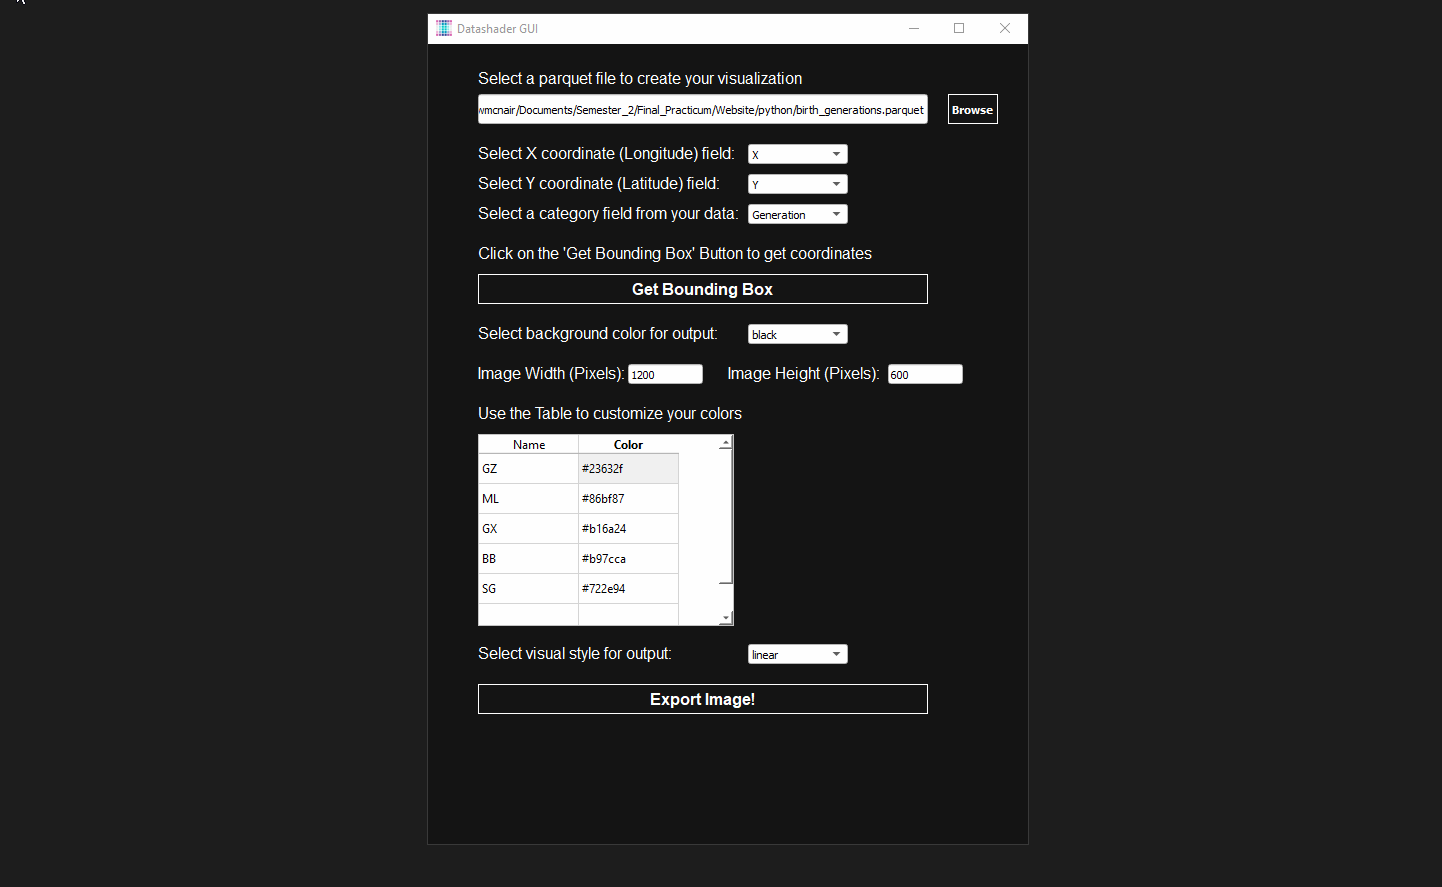 Datashader GUI
Select a parquet file to create your visualization
wmcnair/Documents/Semester_2/Final_Practicum/Website/python/birth_generations.parquet Browse
Select X coordinate (Longitude) field: X
Select Y coordinate (Latitude) field: Y
Select a category field from your data: Generation
Click on the 'Get Bounding Box' Button to get coordinates
Get Bounding Box
Select background color for output: black
Image Width (Pixels): 1200 Image Height (Pixels): 600
Use the Table to customize your colors
Name Color
GZ #23632f
ML #86bf87
GX #b16a24
BB #b97cca
SG #722e94
Select visual style for output: linear
Export Image!